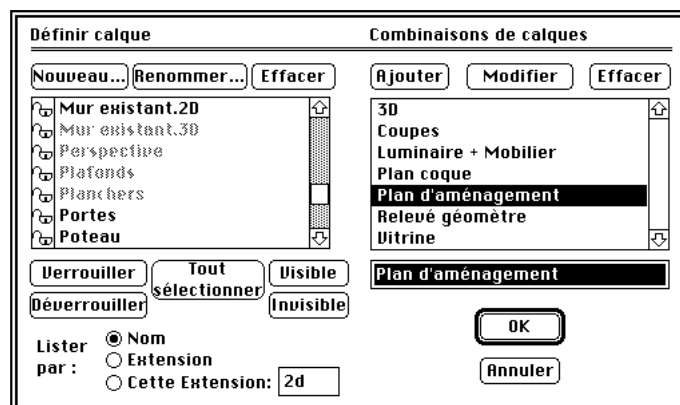 Définir calque
Combinaisons de calques
Nouveau... Renommer... Effacer
Ajouter Modifier Effacer
Mur existant.2D
Mur existant.3D
Perspective
Plafonds
Planchers
Portes
Poteau
3D
Coupes
Luminaire + Mobilier
Plan coque
Plan d'aménagement
Relevé géomètre
Vitrine
Verrouiller
Tout
sélectionner
Visible
Déverrouiller
Invisible
Plan d'aménagement
Lister
par :
Nom
Extension
Cette Extension: 2d
OK
Annuler